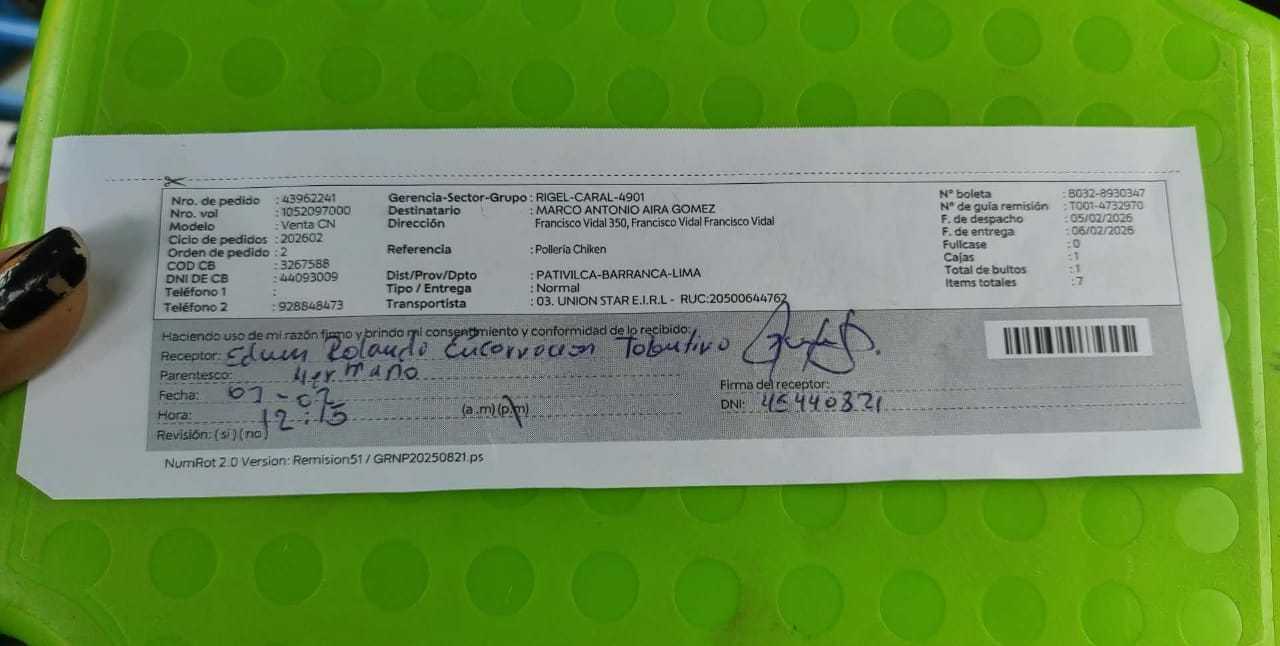 Nro. de pedido : 43962241
Nro. vol : 1052097000
Modelo : Venta CN
Ciclo de pedidos : 202602
Orden de pedido : 2
COD CB : 3267588
DNI DE CB : 44093009
Teléfono 1 :
Teléfono 2 : 928848473
Gerencia-Sector-Grupo : RIGEL-CARAL-4901
Destinatario : MARCO ANTONIO AIRA GOMEZ
Dirección Francisco Vidal 350, Francisco Vidal Francisco Vidal
Referencia : Polleria Chiken
Dist/Prov/Dpto : PATIVILCA-BARRANCA-LIMA
Tipo / Entrega : Normal
Transportista : 03. UNION STAR E.I.R.L - RUC:20500644762
N° boleta : B032-8930347
N° de guía remisión : T001-4732970
F. de despacho : 05/02/2026
F. de entrega : 06/02/2026
Fullcase : 0
Cajas : 1
Total de bultos : 1
Items totales : 7
Haciendo uso de mi razón firmo y brindo mi consentimiento y conformidad de lo recibido:
Receptor: Rolando
Parentesco: Hermano
Fecha:
Hora: 12:15 (a.m) (p.m)
Revisión: (si) (no)
Firma del receptor:
DNI: 45440821
NumRot 2.0 Version: Remision51 / GRNP20250821.ps